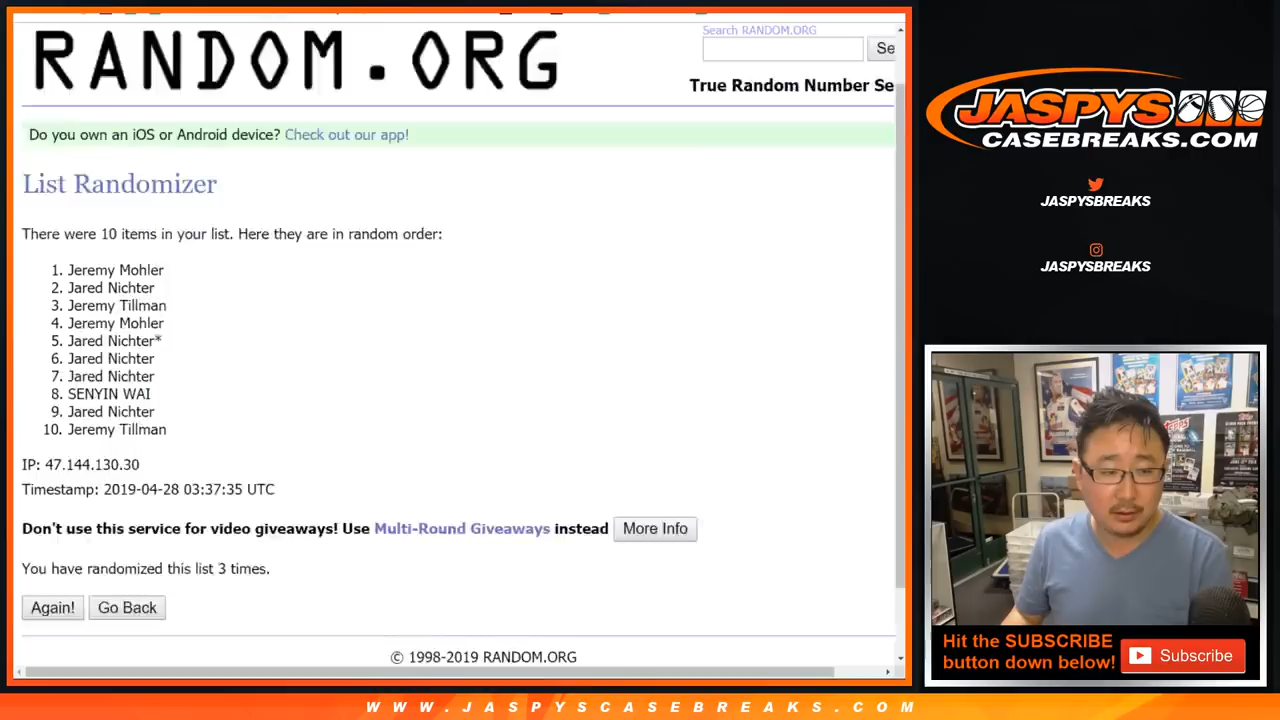 RANDOM.ORG
Search RANDOM.ORG
Se
True Random Number Se
Do you own an iOS or Android device? Check out our app!
List Randomizer
There were 10 items in your list. Here they are in random order:
1. Jeremy Mohler
2. Jared Nichter
3. Jeremy Tillman
4. Jeremy Mohler
5. Jared Nichter*
6. Jared Nichter
7. Jared Nichter
8. SENYIN WAI
9. Jared Nichter
10. Jeremy Tillman
IP: 47.144.130.30
Timestamp: 2019-04-28 03:37:35 UTC
Don't use this service for video giveaways! Use Multi-Round Giveaways instead More Info
You have randomized this list 3 times.
Again! Go Back
© 1998-2019 RANDOM.ORG
JASPYS
CASEBREAKS.COM
JASPYSBREAKS
JASPYSBREAKS
Hit the SUBSCRIBE
button down below!
Subscribe
WWW.JASPYSCASEBREAKS.COM